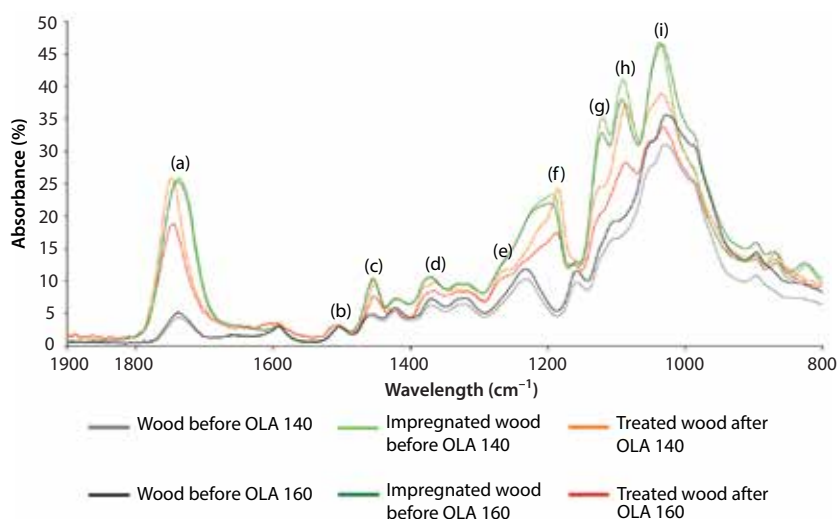 50
45
40
35
30
25
20
15
10
5
0
Absorbance (%)
(a)
(b)
(c)
(d)
(e)
(f)
(g)
(h)
(i)
1900 1800 1600 1400 1200 1000 800
Wavelength (cm⁻¹)
Wood before OLA 140
Impregnated wood
before OLA 140
Treated wood after
OLA 140
Wood before OLA 160
Impregnated wood
before OLA 160
Treated wood after
OLA 160